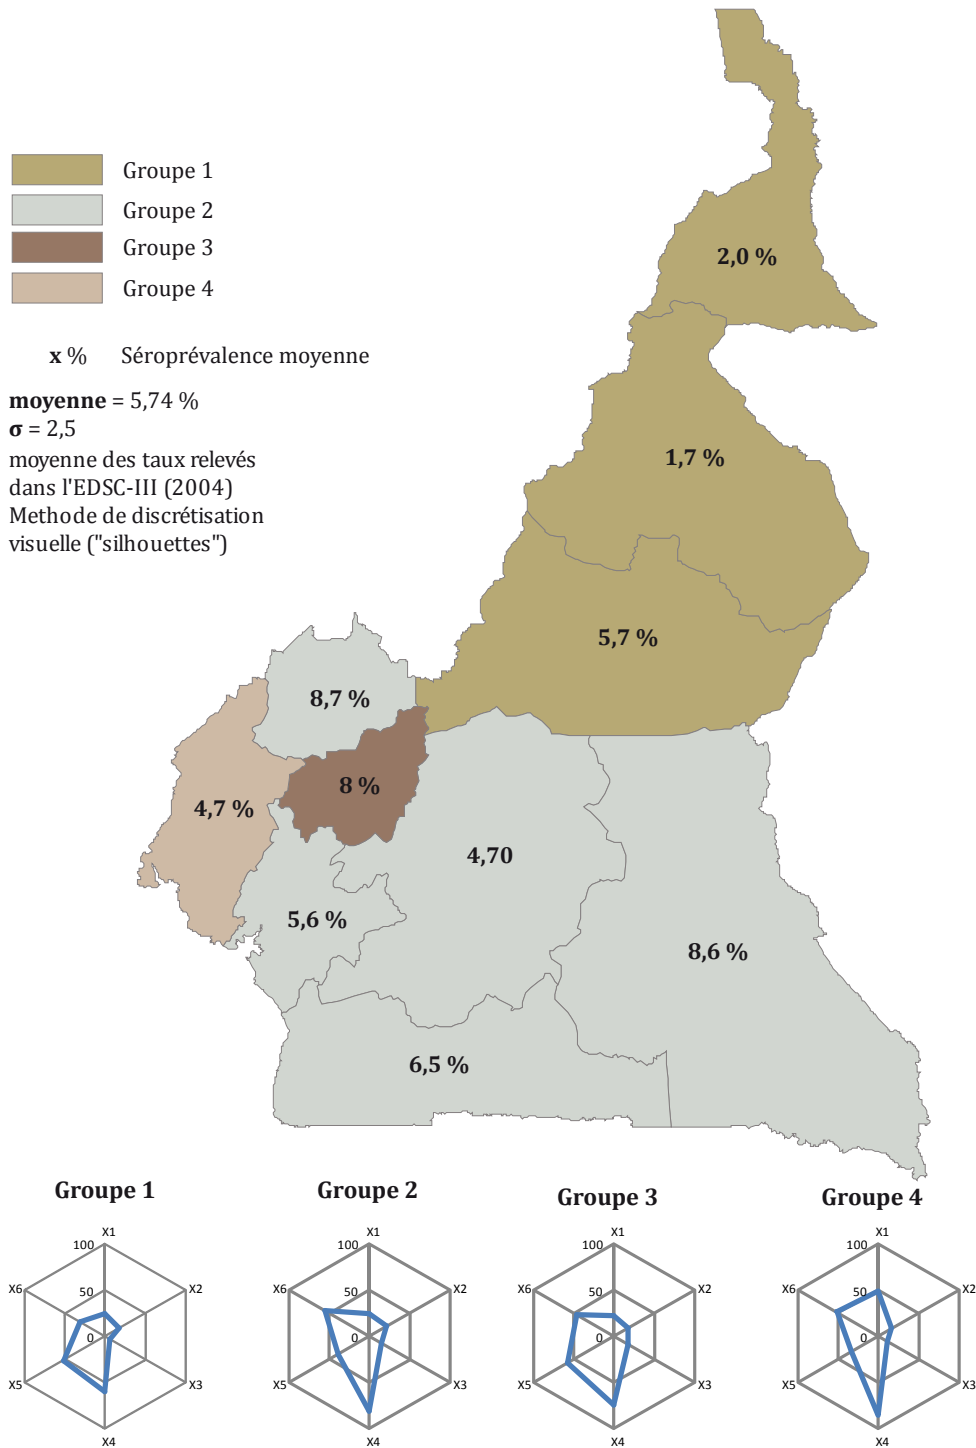 Groupe 1
Groupe 2
Groupe 3
Groupe 4
x % Séroprévalence moyenne
moyenne = 5,74 %
σ = 2,5
moyenne des taux relevés
dans l'EDSC-III (2004)
Methode de discrétisation
visuelle ("silhouettes")
2,0 %
1,7 %
5,7 %
8,7 %
8 %
4,7 %
4,70
5,6 %
8,6 %
6,5 %
Groupe 1
X1
100
X6
X2
50
0
X5
X3
X4
Groupe 2
X1
100
X6
X2
50
0
X5
X3
X4
Groupe 3
X1
100
X6
X2
50
0
X5
X3
X4
Groupe 4
X1
100
X6
X2
50
0
X5
X3
X4